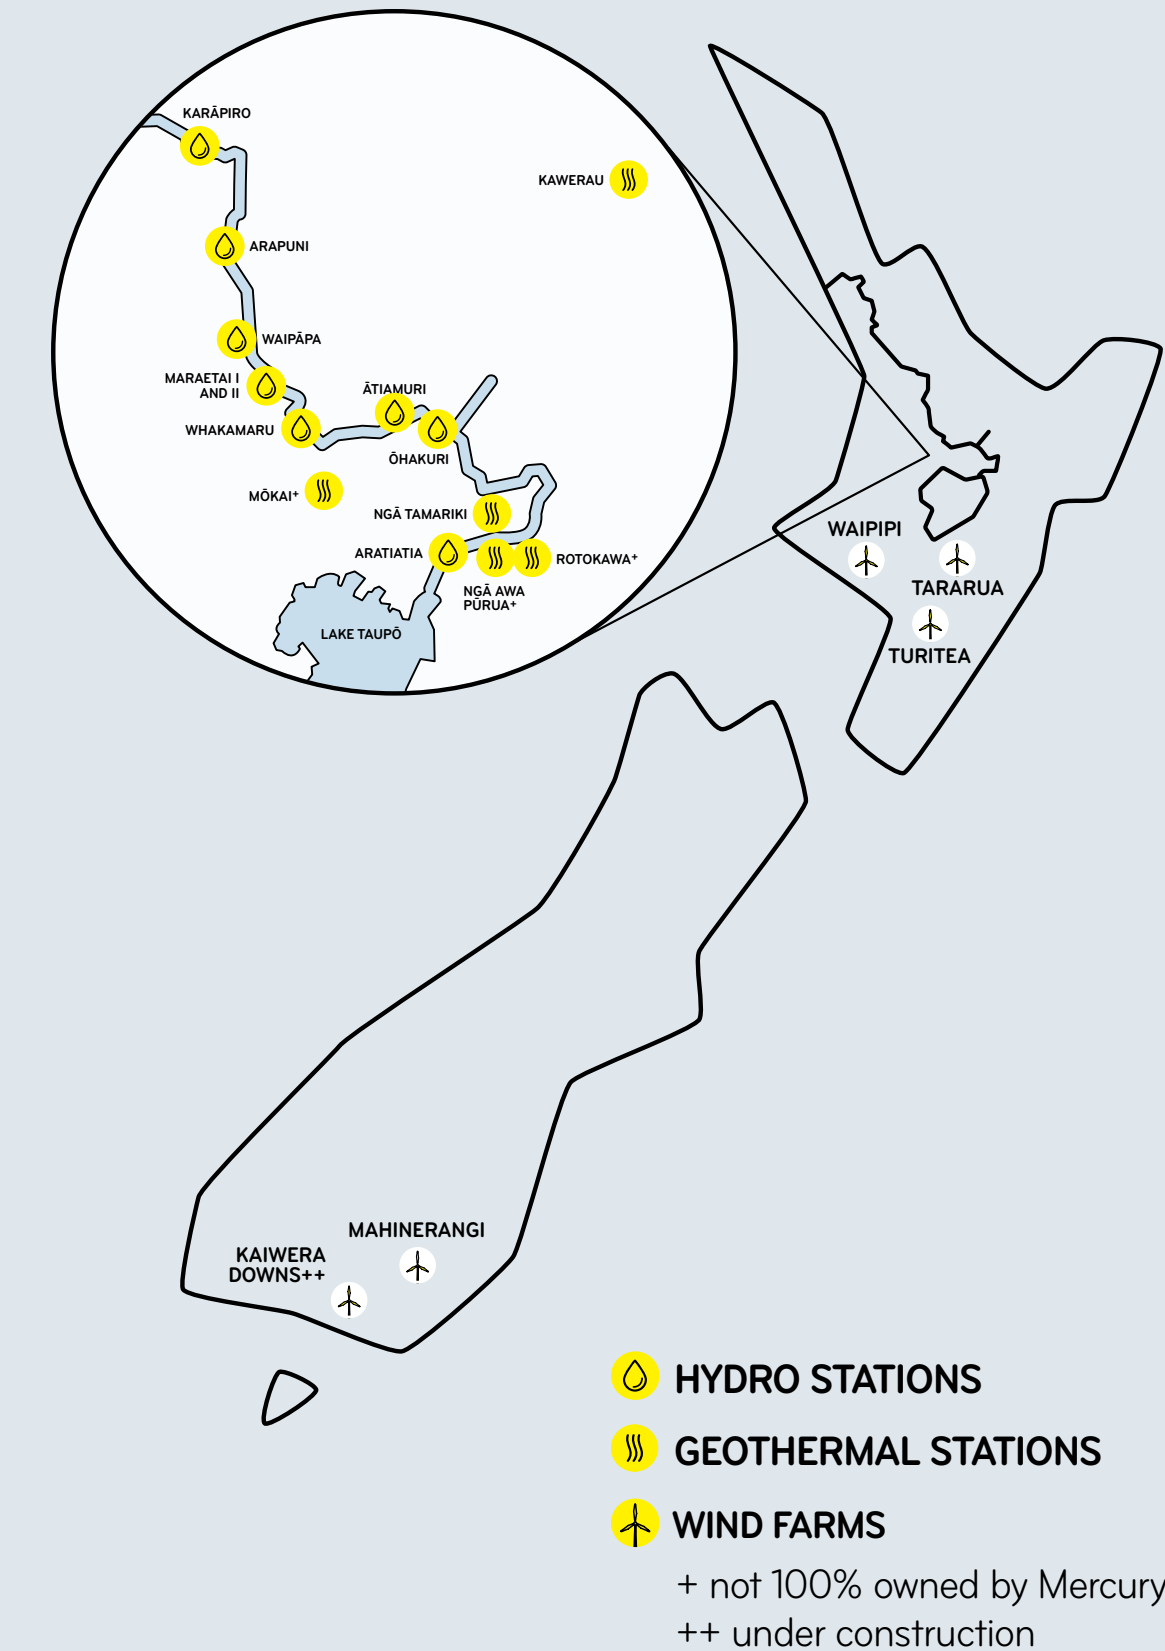 KARĀPIRO
KAWERAU
ARAPUNI
WAIPĀPA
MARAETAI I
AND II
ĀTIAMURI
WHAKAMARU
ŌHAKURI
MŌKAI+
NGĀ TAMARIKI
ARATIATIA
ROTOKAWA+
NGĀ AWA
PŪRUA+
LAKE TAUPŌ
WAIPIPI
TARARUA
TURITEA
MAHINERANGI
KAIWERA
DOWNS++
HYDRO STATIONS
GEOTHERMAL STATIONS
WIND FARMS
+ not 100% owned by Mercury
++ under construction